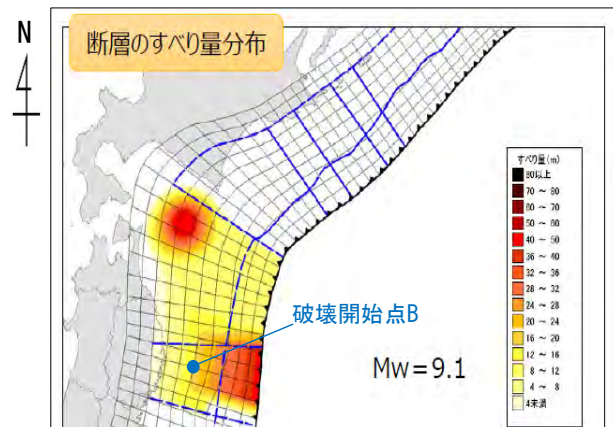 N
断層のすべり量分布
すべり量(m)
80以上
70 ～ 80
60 ～ 70
50 ～ 60
40 ～ 50
36 ～ 40
32 ～ 36
28 ～ 32
24 ～ 28
20 ～ 24
16 ～ 20
12 ～ 16
8 ～ 12
4 ～ 8
4未満
破壊開始点B
Mw=9.1